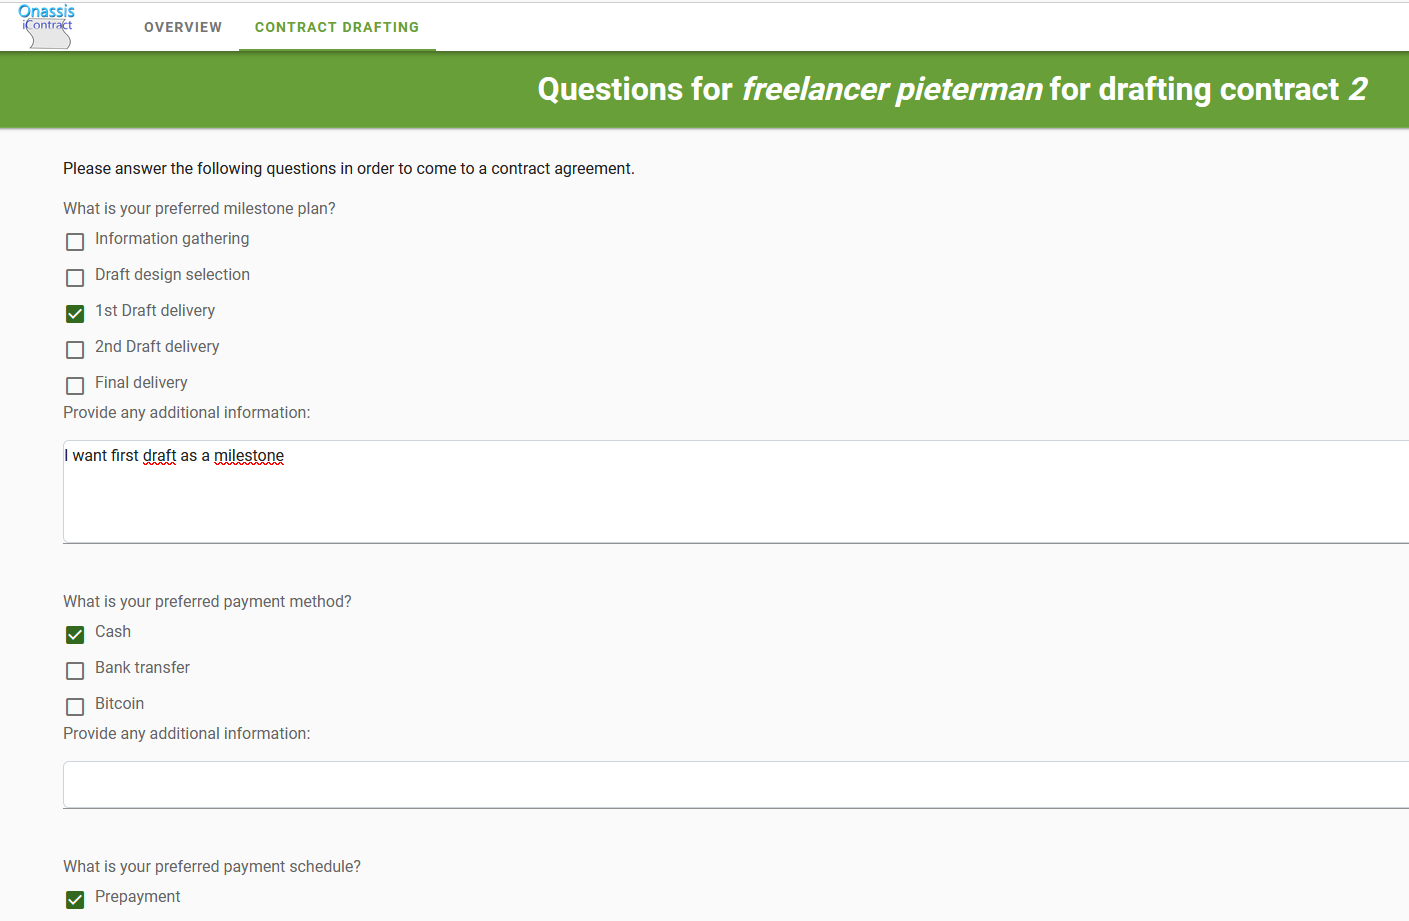 Onassis
iContract
OVERVIEW
CONTRACT DRAFTING
Questions for freelancer pieterman for drafting contract 2
Please answer the following questions in order to come to a contract agreement.
What is your preferred milestone plan?
Information gathering
Draft design selection
1st Draft delivery
2nd Draft delivery
Final delivery
Provide any additional information:
I want first draft as a milestone
What is your preferred payment method?
Cash
Bank transfer
Bitcoin
Provide any additional information:
What is your preferred payment schedule?
Prepayment